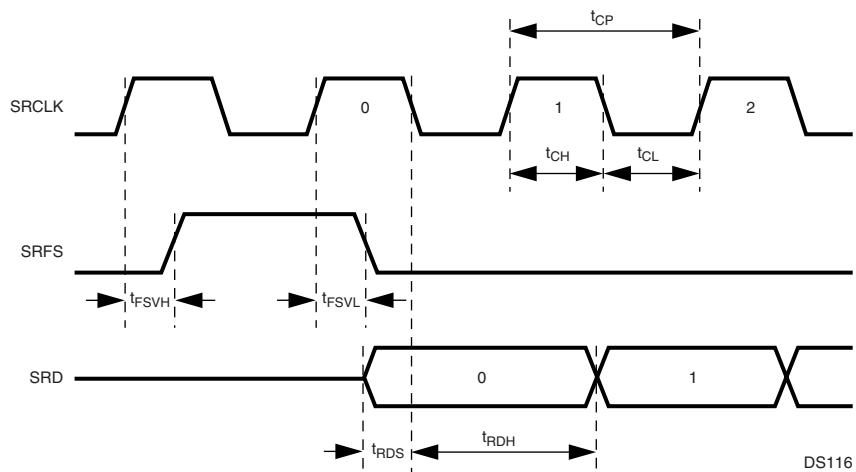 tCP
SRCLK
0
1
2
tCH
tCL
SRFS
tFSVH
tFSVL
SRD
0
1
tRDS
tRDH
DS116